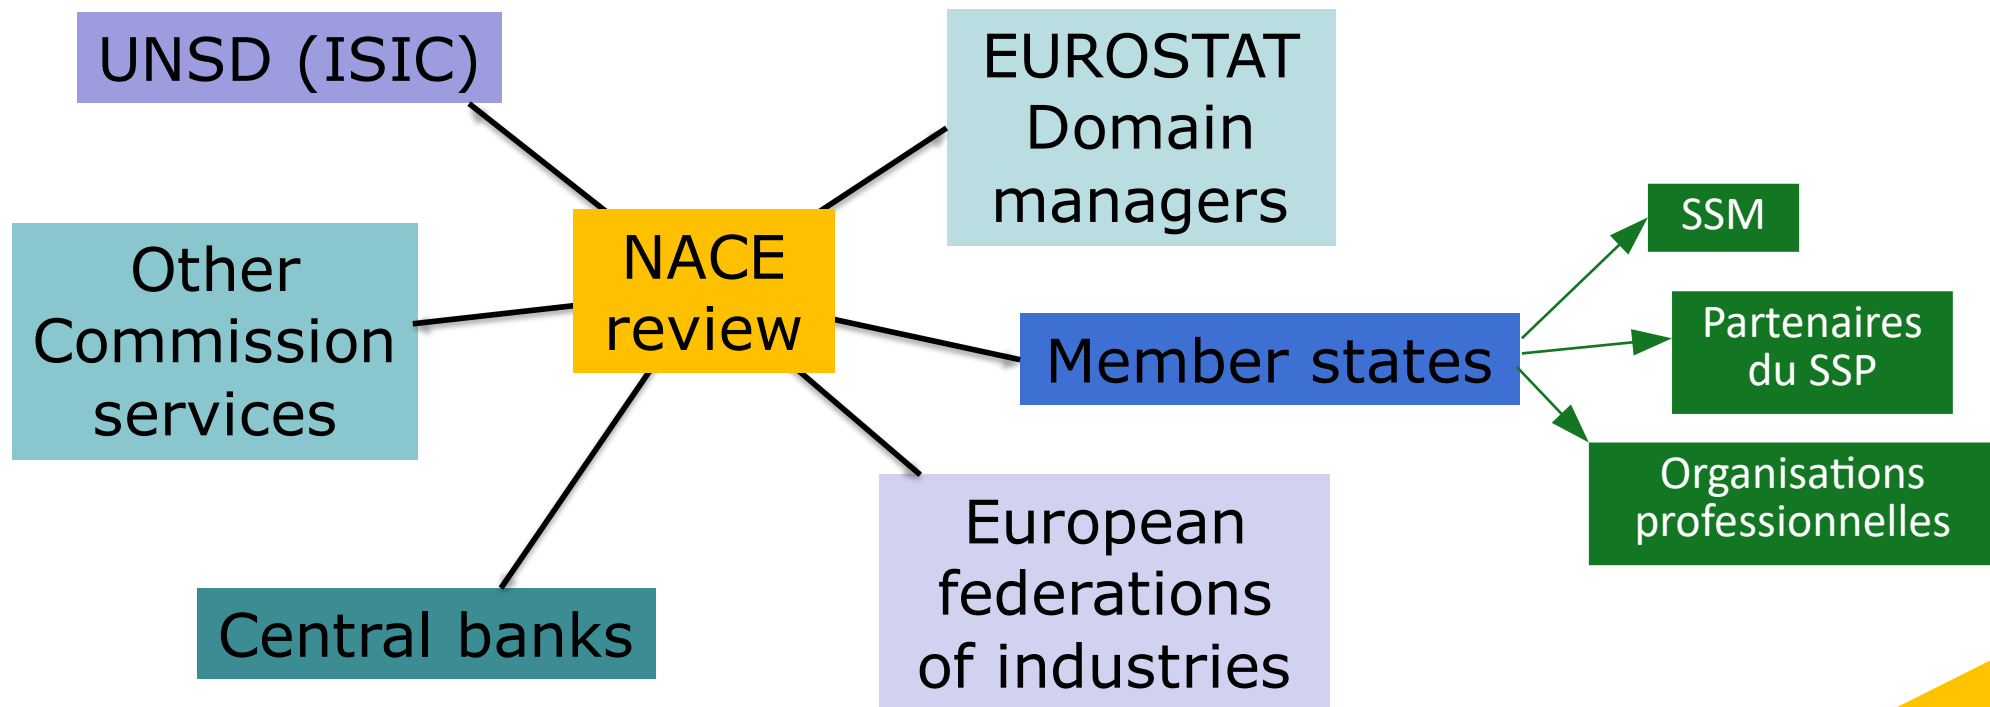 UNSD (ISIC)
EUROSTAT
Domain
managers
SSM
Other
Commission
services
NACE
review
Partenaires
du SSP
Member states
Organisations
professionnelles
European
federations
of industries
Central banks